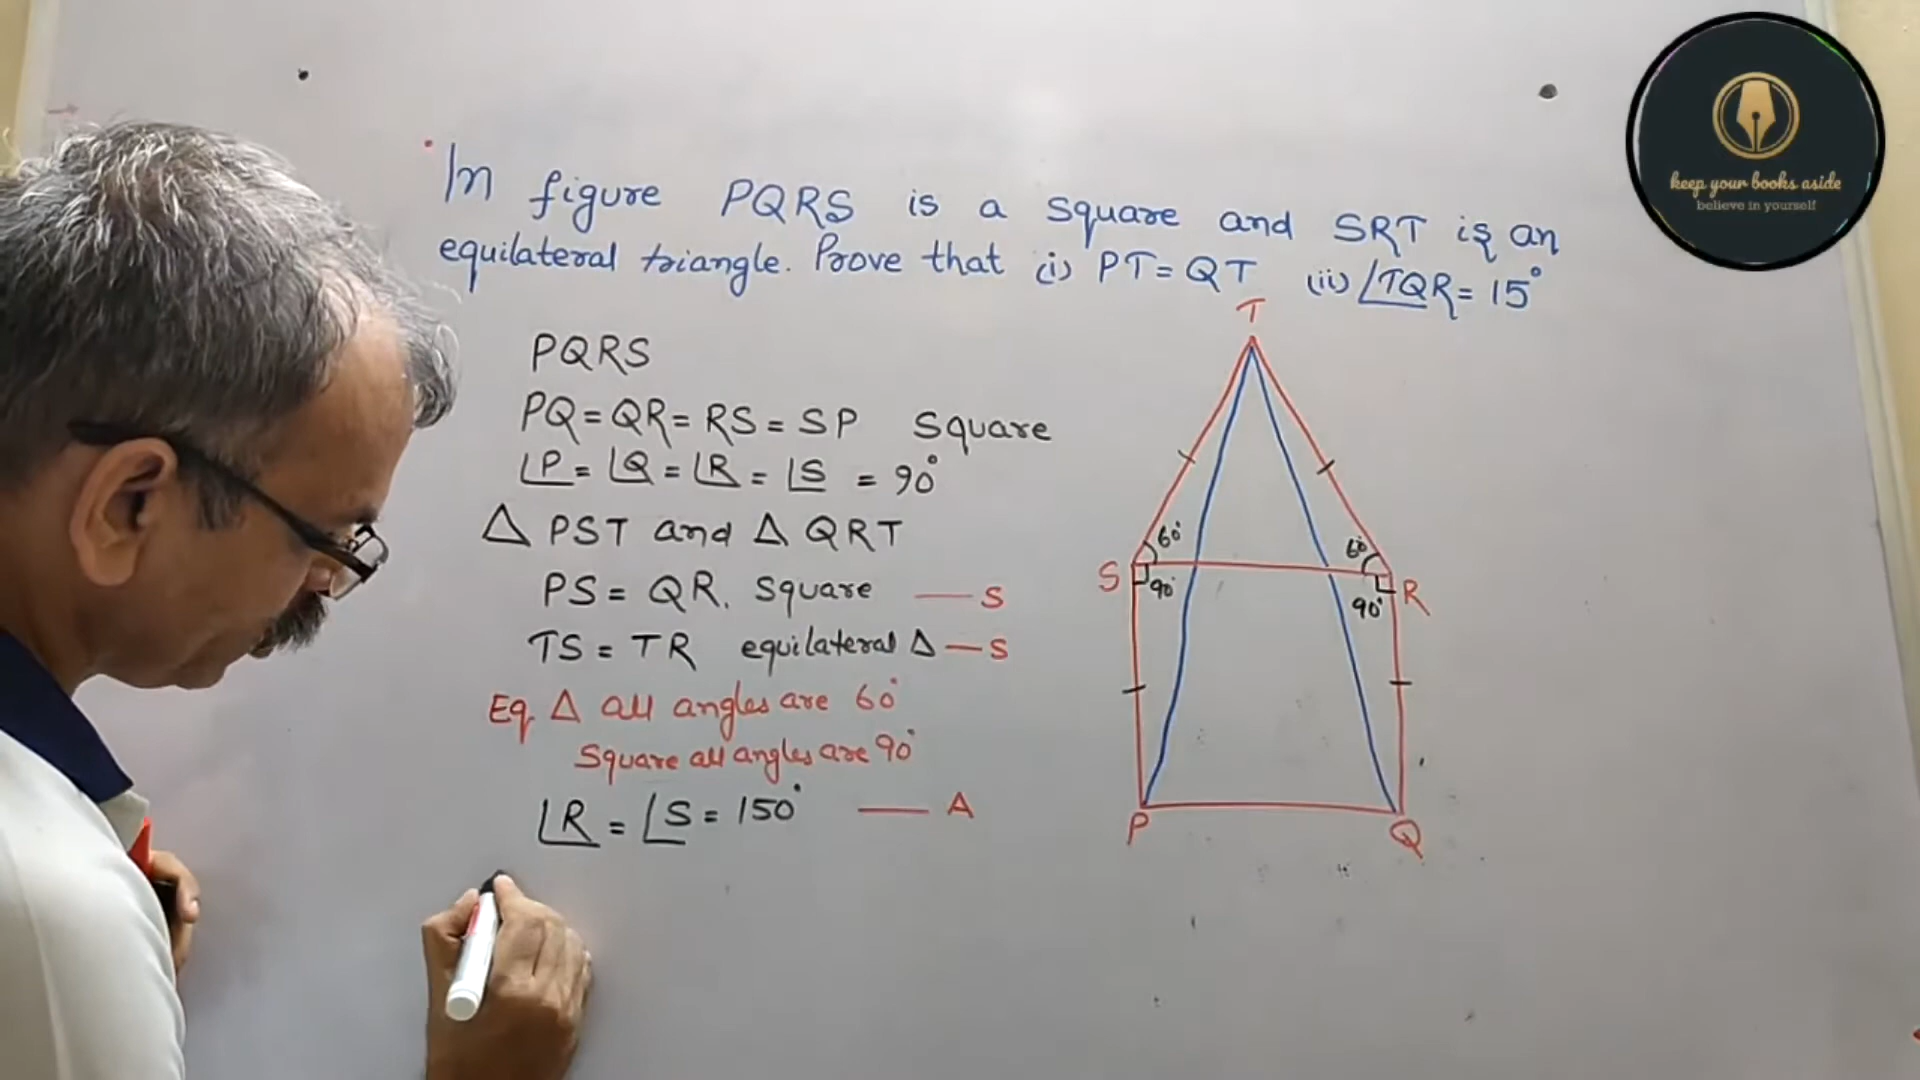 In figure PQRS is a square and SRT is an
equilateral triangle. Prove that (i) PT = QT (ii) ∠TQR = 15°
PQRS
PQ = QR = RS = SP Square
∠P = ∠Q = ∠R = ∠S = 90°
Δ PST and Δ QRT
PS = QR. Square — S
TS = TR equilateral Δ — S
Eq. Δ all angles are 60°
Square all angles are 90°
∠R = ∠S = 150° — A
T
60° 60°
S 90° 90° R
P Q
keep your books aside
believe in yourself